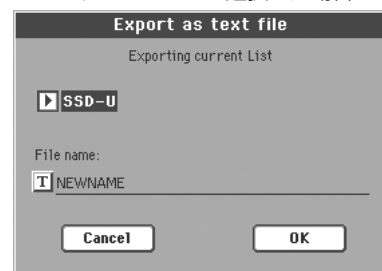 Export as text file
Exporting current List
SSD-U
File name:
T NEWNAME
Cancel OK